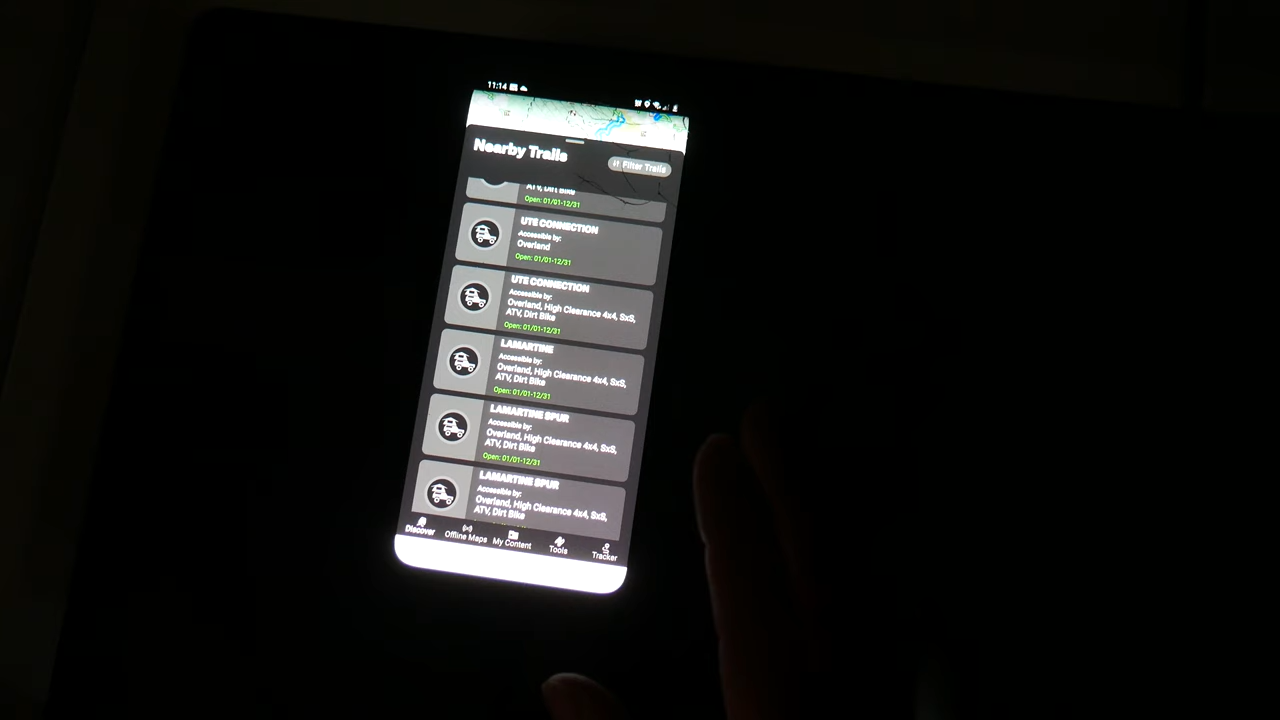 11:14
Nearby Trails
Filter Trails
ATV, Dirt Bike
Open: 01/01-12/31
UTE CONNECTION
Accessible by:
Overland
Open: 01/01-12/31
UTE CONNECTION
Accessible by:
Overland, High Clearance 4x4, SxS,
ATV, Dirt Bike
Open: 01/01-12/31
LAMARTINE
Accessible by:
Overland, High Clearance 4x4, SxS,
ATV, Dirt Bike
Open: 01/01-12/31
LAMARTINE SPUR
Accessible by:
Overland, High Clearance 4x4, SxS,
ATV, Dirt Bike
Open: 01/01-12/31
LAMARTINE SPUR
Accessible by:
Overland, High Clearance 4x4, SxS,
ATV, Dirt Bike
Discover
Offline Maps
My Content
Tools
Tracker